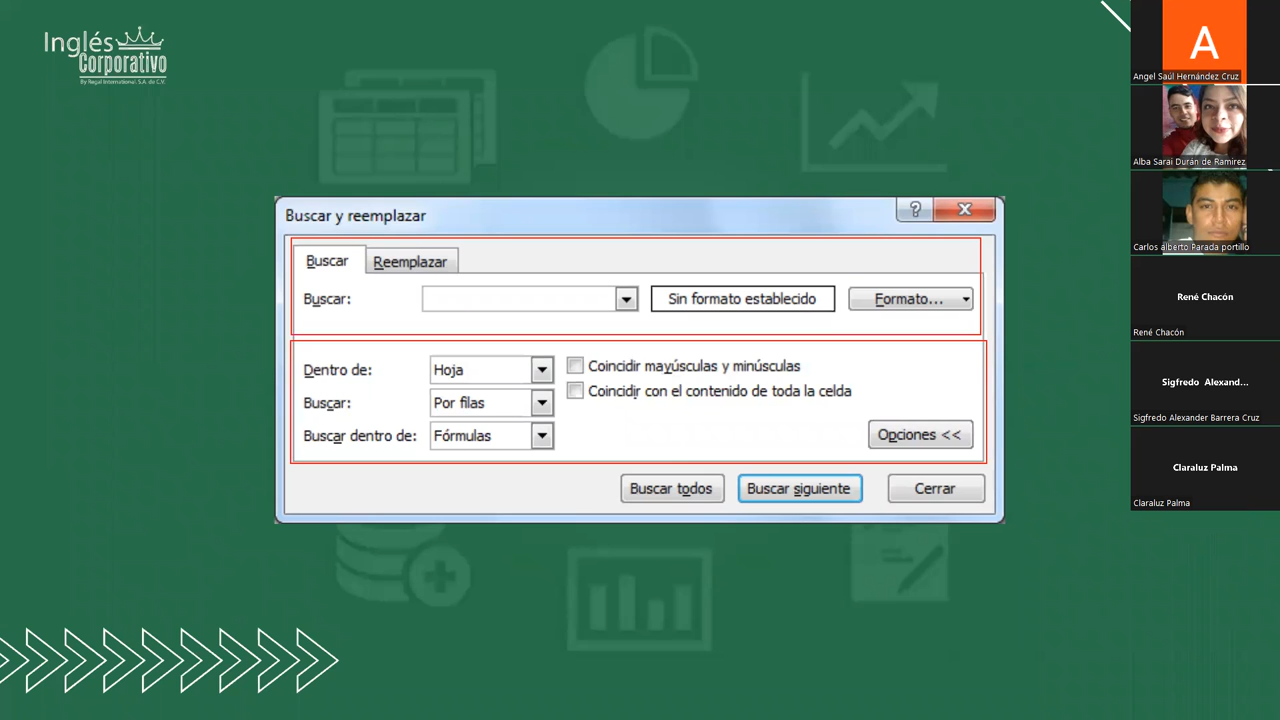 Inglés
Corporativo
By Regal International, S.A. de C.V.
Buscar y reemplazar
?
Buscar
Reemplazar
Buscar:
Sin formato establecido
Formato...
Dentro de:
Hoja
Coincidir mayúsculas y minúsculas
Buscar:
Por filas
Coincidir con el contenido de toda la celda
Buscar dentro de:
Fórmulas
Opciones <<
Buscar todos
Buscar siguiente
Cerrar
A
Angel Saúl Hernández Cruz
Alba Sarai Durán de Ramirez
Carlos álberto Parada portillo
René Chacón
René Chacón
Sigfredo Alexand...
Sigfredo Alexander Barrera Cruz
Claraluz Palma
Claraluz Palma